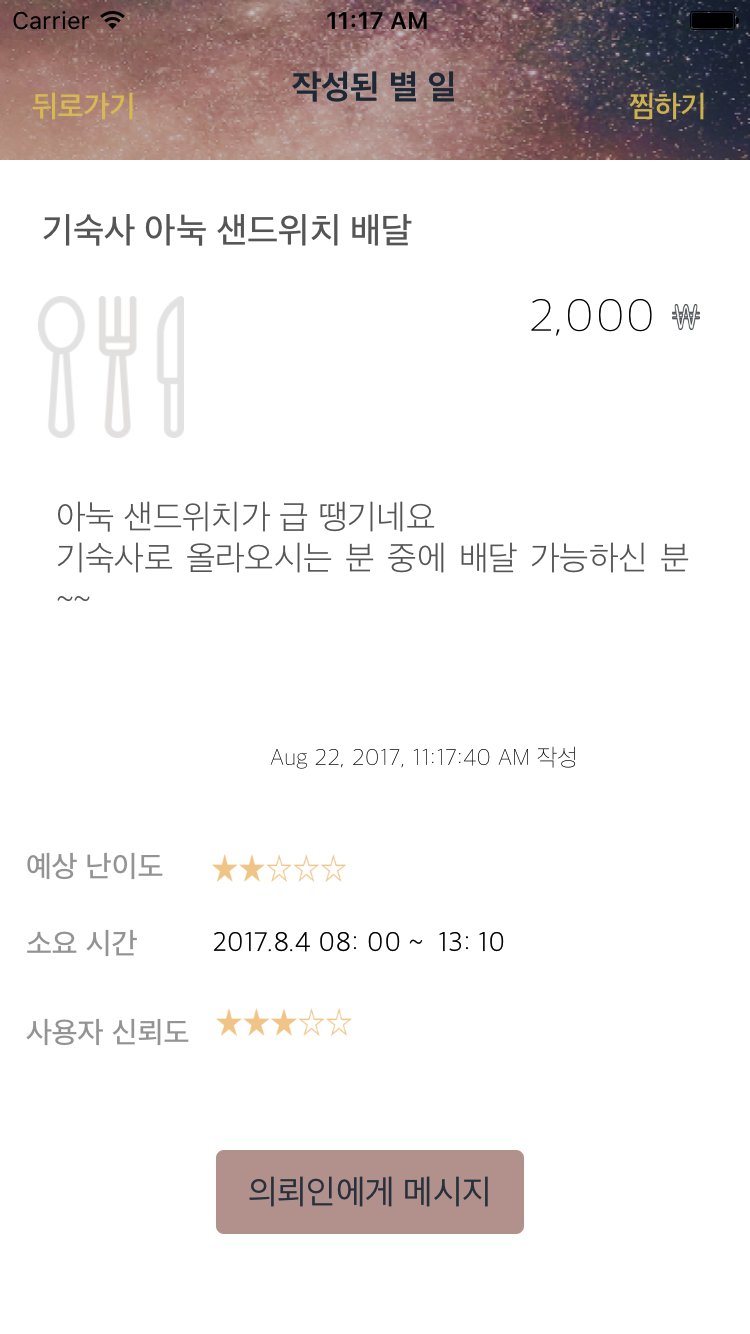 Carrier 11:17 AM
뒤로가기 작성된 별 일 찜하기
기숙사 아눅 샌드위치 배달
2,000 ₩
아눅 샌드위치가 급 땡기네요
기숙사로 올라오시는 분 중에 배달 가능하신 분
~~
Aug 22, 2017, 11:17:40 AM 작성
예상 난이도 ★★☆☆☆
소요 시간 2017.8.4 08: 00 ~ 13: 10
사용자 신뢰도 ★★★☆☆
의뢰인에게 메시지